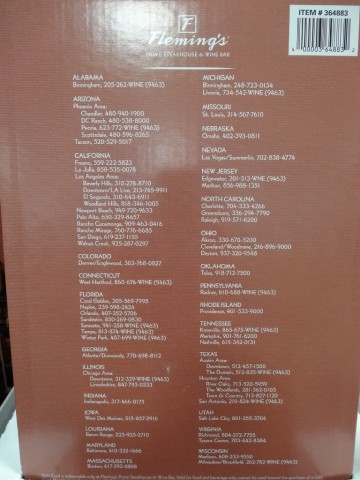 ITEM # 364883
F
Fleming's
PRIME STEAKHOUSE & WINE BAR
ALABAMA
Birmingham, 205-262-WINE (9463)
ARIZONA
Phoenix Area:
Chandler, 480-940-1900
DC Ranch, 480-538-8000
Peoria, 623-772-WINE (9463)
Scottsdale, 480-596-8265
Tucson, 520-529-5017
CALIFORNIA
Fresno, 559-222-5823
La Jolla, 858-535-0078
Los Angeles Area:
Beverly Hills, 310-278-8710
Downtown/LA Live, 213-745-9911
El Segundo, 310-643-6911
Woodland Hills, 818-346-1005
Newport Beach, 949-720-9633
Palo Alto, 650-329-8457
Rancho Cucamonga, 909-463-0416
Rancho Mirage, 760-776-6685
San Diego, 619-237-1155
Walnut Creek, 925-287-0297
COLORADO
Denver/Englewood, 303-768-0827
CONNECTICUT
West Hartford, 860-676-WINE (9463)
FLORIDA
Coral Gables, 305-569-7995
Naples, 239-598-2424
Orlando, 407-352-5706
Sandestin, 850-269-0830
Sarasota, 941-358-WINE (9463)
Tampa, 813-874-WINE (9463)
Winter Park, 407-699-WINE (9463)
GEORGIA
Atlanta/Dunwoody, 770-698-8112
ILLINOIS
Chicago Area:
Downtown, 312-329-WINE (9463)
Lincolnshire, 847-793-0333
INDIANA
Indianapolis, 317-466-0175
IOWA
West Des Moines, 515-457-2916
LOUISIANA
Baton Rouge, 225-925-2710
MARYLAND
Baltimore, 410-332-1666
MASSACHUSETTS
Boston, 617-292-0808
MICHIGAN
Birmingham, 248-723-0134
Livonia, 734-542-WINE (9463)
MISSOURI
St. Louis, 314-567-7610
NEBRASKA
Omaha, 402-393-0811
NEVADA
Las Vegas/Summerlin, 702-838-4774
NEW JERSEY
Edgewater, 201-313-WINE (9463)
Marlton, 856-988-1351
NORTH CAROLINA
Charlotte, 704-333-4266
Greensboro, 336-294-7790
Raleigh, 919-571-6200
OHIO
Akron, 330-670-5200
Cleveland/Woodmere, 216-896-9000
Dayton, 937-320-9548
OKLAHOMA
Tulsa, 918-712-7500
PENNSYLVANIA
Radnor, 610-688-WINE (9463)
RHODE ISLAND
Providence, 401-533-9000
TENNESSEE
Knoxville, 865-675-WINE (9463)
Memphis, 901-761-6200
Nashville, 615-342-0131
TEXAS
Austin Area:
Downtown, 512-457-1500
The Domain, 512-835-WINE (9463)
Houston Area:
River Oaks, 713-520-5959
The Woodlands, 281-362-0103
Town & Country, 713-827-1120
San Antonio, 210-824-WINE (9463)
UTAH
Salt Lake City, 801-355-3704
VIRGINIA
Richmond, 804-272-7755
Tysons Corner, 703-442-8384
WISCONSIN
Madison, 608-233-9550
Milwaukee/Brookfield, 262-782-WINE (9463)